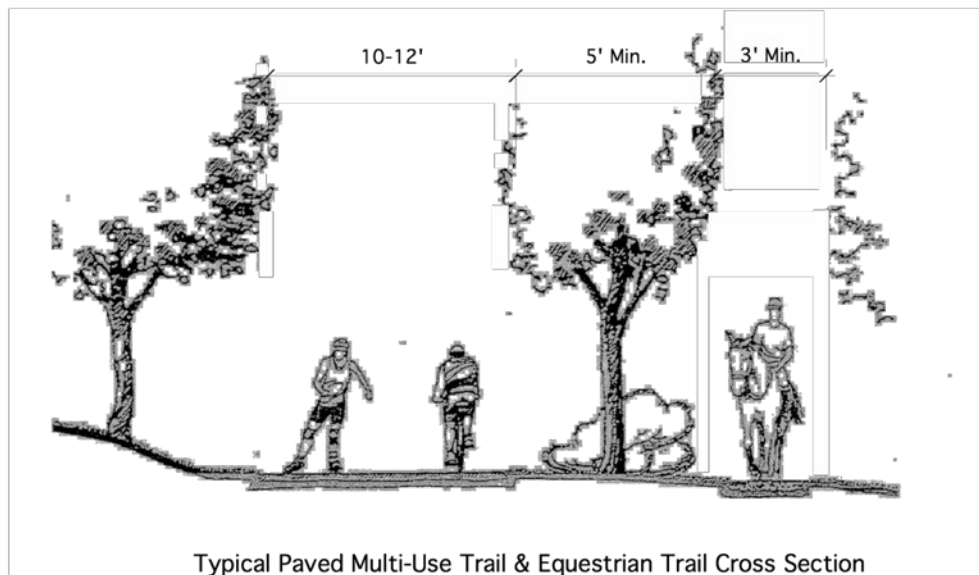 10-12'
5' Min.
3' Min.
Typical Paved Multi-Use Trail & Equestrian Trail Cross Section